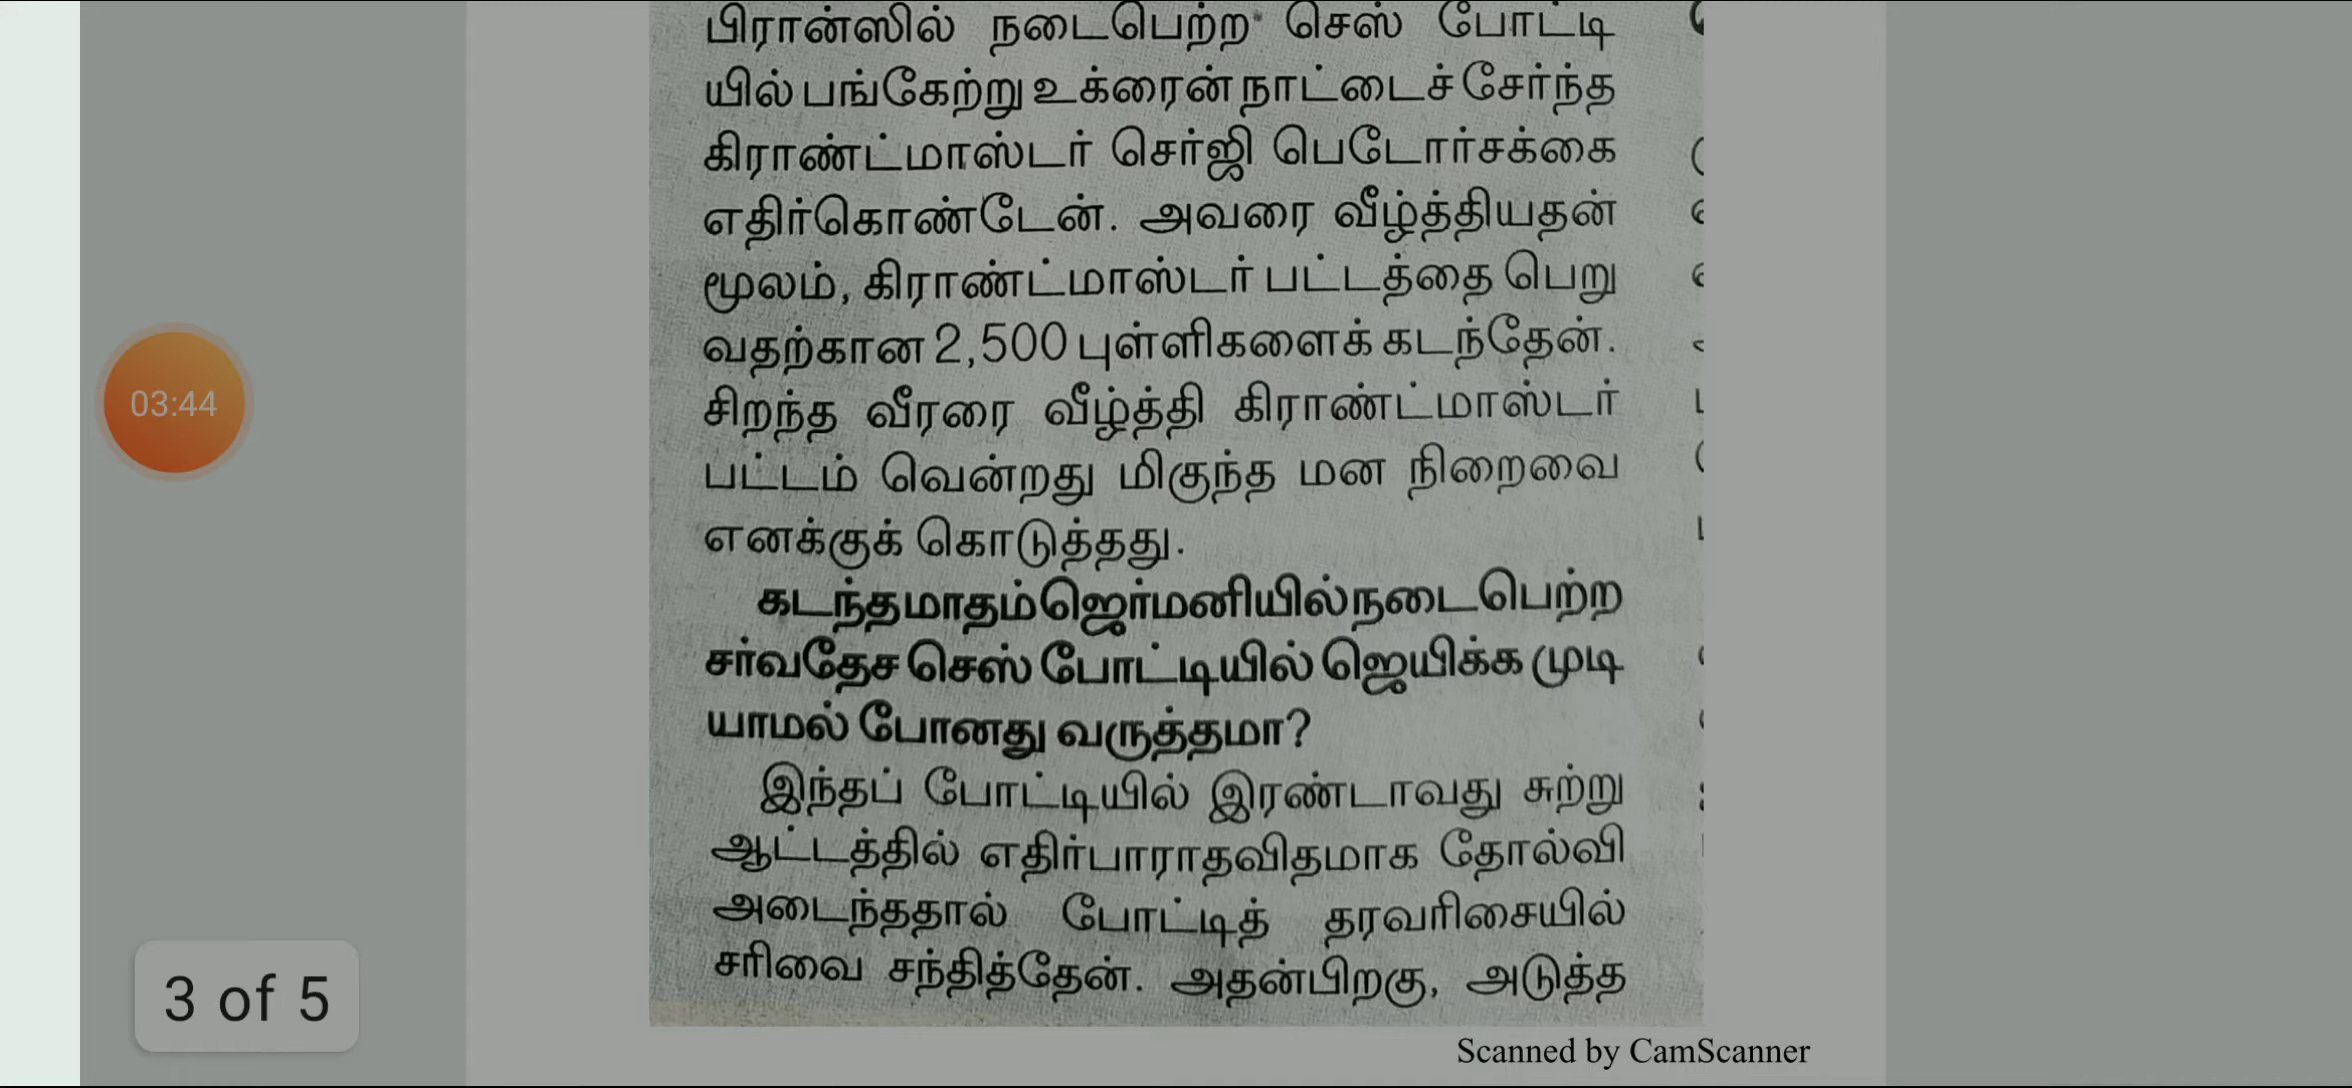 பிரான்ஸில் நடைபெற்ற செஸ் போட்டி
யில் பங்கேற்று உக்ரைன் நாட்டைச் சேர்ந்த
கிராண்ட்மாஸ்டர் செர்ஜி பெடோர்சக்கை
எதிர்கொண்டேன். அவரை வீழ்த்தியதன்
மூலம், கிராண்ட்மாஸ்டர் பட்டத்தை பெறு
வதற்கான 2,500 புள்ளிகளைக் கடந்தேன்.
03:44
சிறந்த வீரரை வீழ்த்தி கிராண்ட்மாஸ்டர்
பட்டம் வென்றது மிகுந்த மன நிறைவை
எனக்குக் கொடுத்தது.
கடந்த மாதம் ஜெர்மனியில் நடைபெற்ற
சர்வதேச செஸ் போட்டியில் ஜெயிக்க முடி
யாமல் போனது வருத்தமா?
இந்தப் போட்டியில் இரண்டாவது சுற்று
ஆட்டத்தில் எதிர்பாராதவிதமாக தோல்வி
அடைந்ததால் போட்டித் தரவரிசையில்
சரிவை சந்தித்தேன். அதன்பிறகு, அடுத்த
3 of 5
Scanned by CamScanner